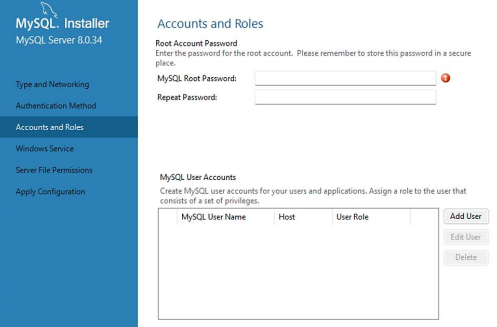 MySQL. Installer
MySQL Server 8.0.34
Type and Networking
Authentication Method
Accounts and Roles
Windows Service
Server File Permissions
Apply Configuration
Accounts and Roles
Root Account Password
Enter the password for the root account.  Please remember to store this password in a secure
place.
MySQL Root Password:
Repeat Password:
MySQL User Accounts
Create MySQL user accounts for your users and applications. Assign a role to the user that
consists of a set of privileges.
MySQL User Name Host User Role
Add User
Edit User
Delete